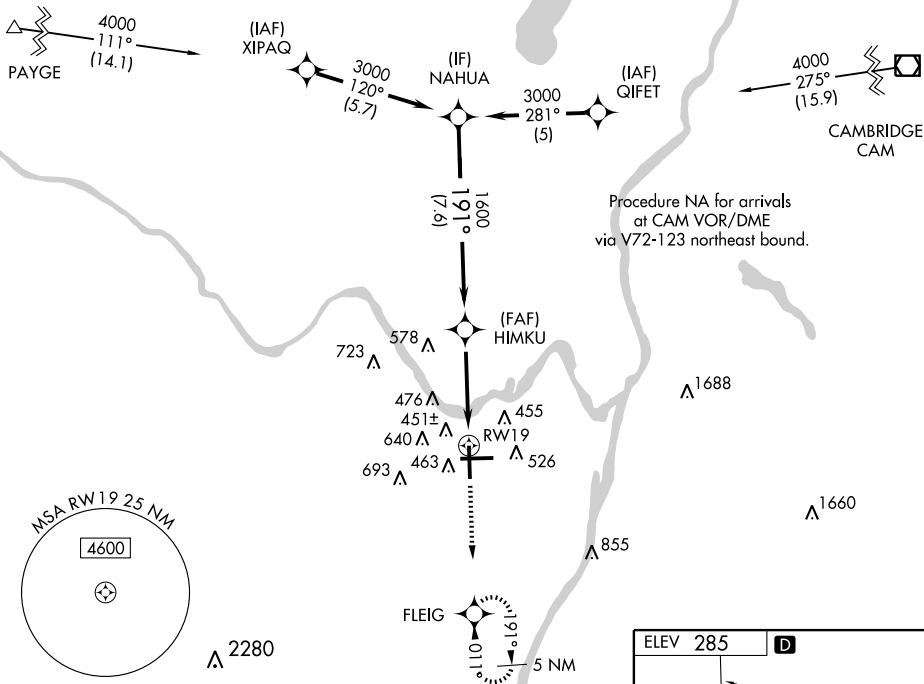 4000
111°
(14.1)
PAYGE
(IAF)
XIPAQ
3000
120°
(5.7)
(IF)
NAHUA
3000
281°
(5)
(IAF)
QIFET
4000
275°
(15.9)
CAMBRIDGE
CAM
1600
191°
(7.6)
Procedure NA for arrivals
at CAM VOR/DME
via V72-123 northeast bound.
(FAF)
HIMKU
578
723
476
451±
640
693
463
455
RW19
526
1688
1660
855
MSA RW19 25 NM
4600
2280
FLEIG
191°
011°
5 NM
ELEV 285
D